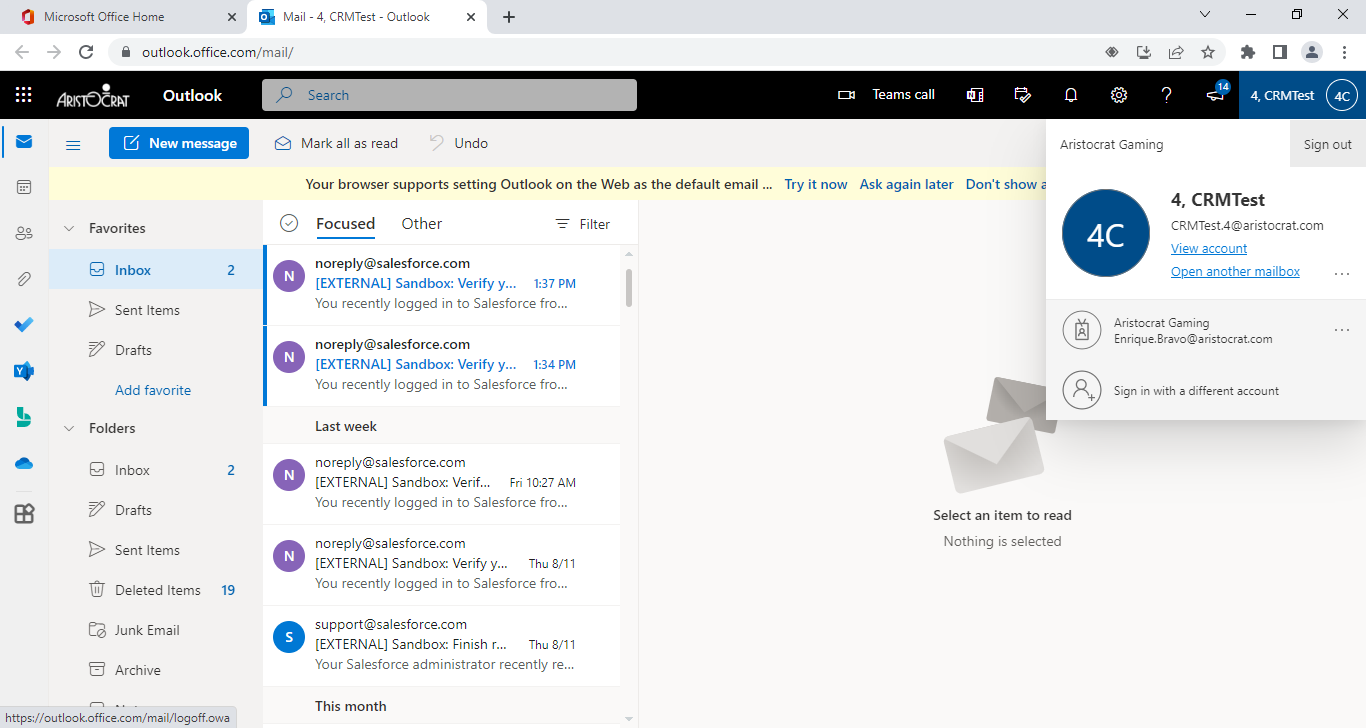 Microsoft Office Home
Mail - 4, CRMTest - Outlook
outlook.office.com/mail/
ARISTOCRAT
Outlook
Search
Teams call
14
4, CRMTest
4C
New message
Mark all as read
Undo
Aristocrat Gaming
Sign out
Your browser supports setting Outlook on the Web as the default email ... Try it now Ask again later Don't show a
4C
4, CRMTest
CRMTest.4@aristocrat.com
View account
Open another mailbox
...
Aristocrat Gaming
Enrique.Bravo@aristocrat.com
...
Sign in with a different account
Favorites
Inbox 2
Sent Items
Drafts
Add favorite
Folders
Inbox 2
Drafts
Sent Items
Deleted Items 19
Junk Email
Archive
https://outlook.office.com/mail/logoff.owa
Focused Other Filter
N
noreply@salesforce.com
[EXTERNAL] Sandbox: Verify y... 1:37 PM
You recently logged in to Salesforce fro...
N
noreply@salesforce.com
[EXTERNAL] Sandbox: Verify y... 1:34 PM
You recently logged in to Salesforce fro...
Last week
N
noreply@salesforce.com
[EXTERNAL] Sandbox: Verif... Fri 10:27 AM
You recently logged in to Salesforce fro...
N
noreply@salesforce.com
[EXTERNAL] Sandbox: Verify y... Thu 8/11
You recently logged in to Salesforce fro...
S
support@salesforce.com
[EXTERNAL] Sandbox: Finish r... Thu 8/11
Your Salesforce administrator recently re...
This month
Select an item to read
Nothing is selected